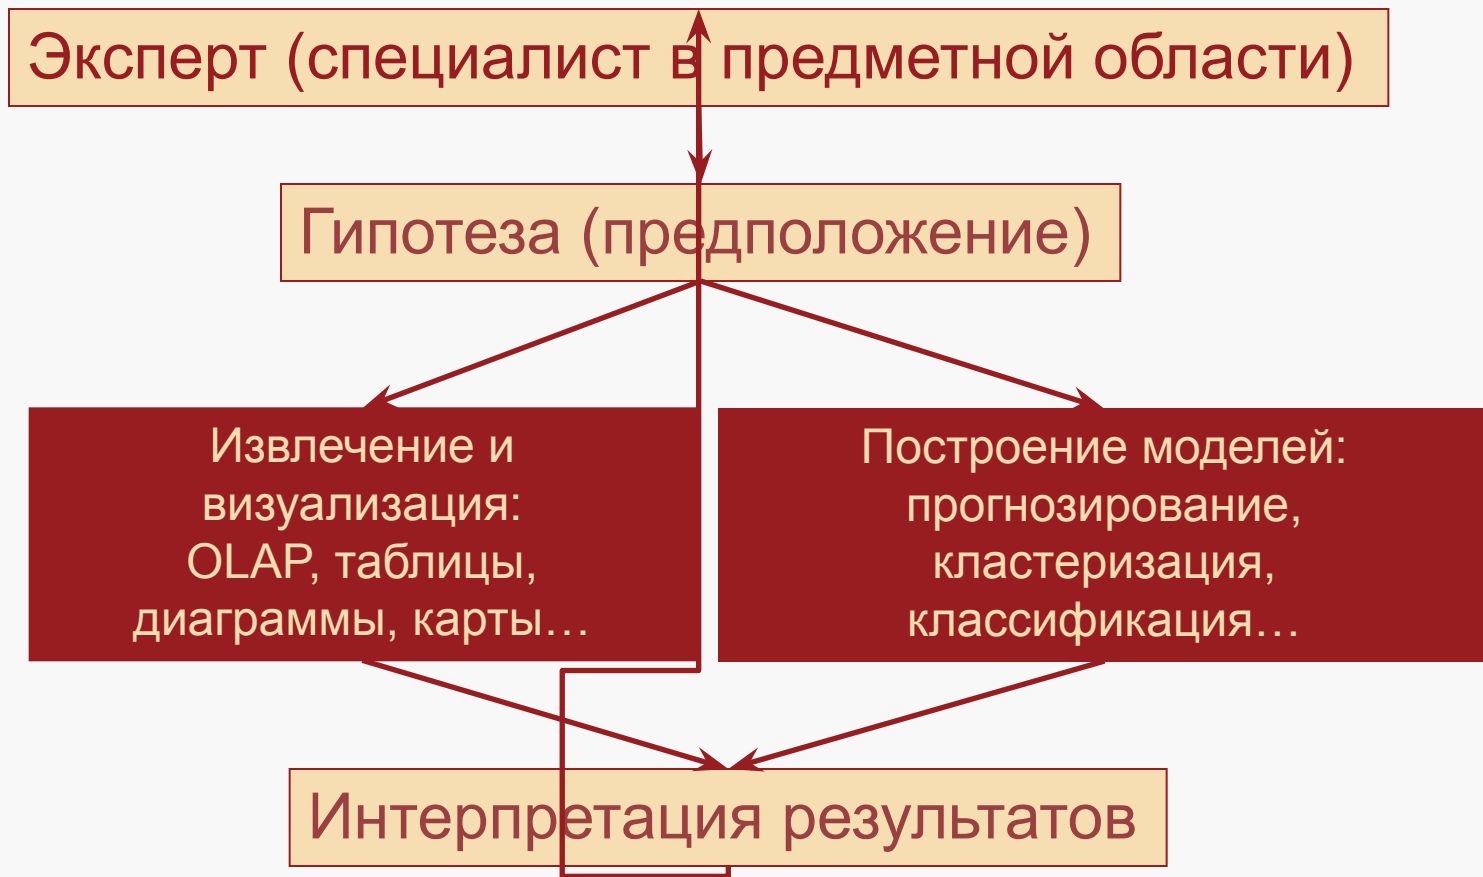 Эксперт (специалист в предметной области)
Гипотеза (предположение)
Извлечение и
визуализация:
OLAP, таблицы,
диаграммы, карты…
Построение моделей:
прогнозирование,
кластеризация,
классификация…
Интерпретация результатов